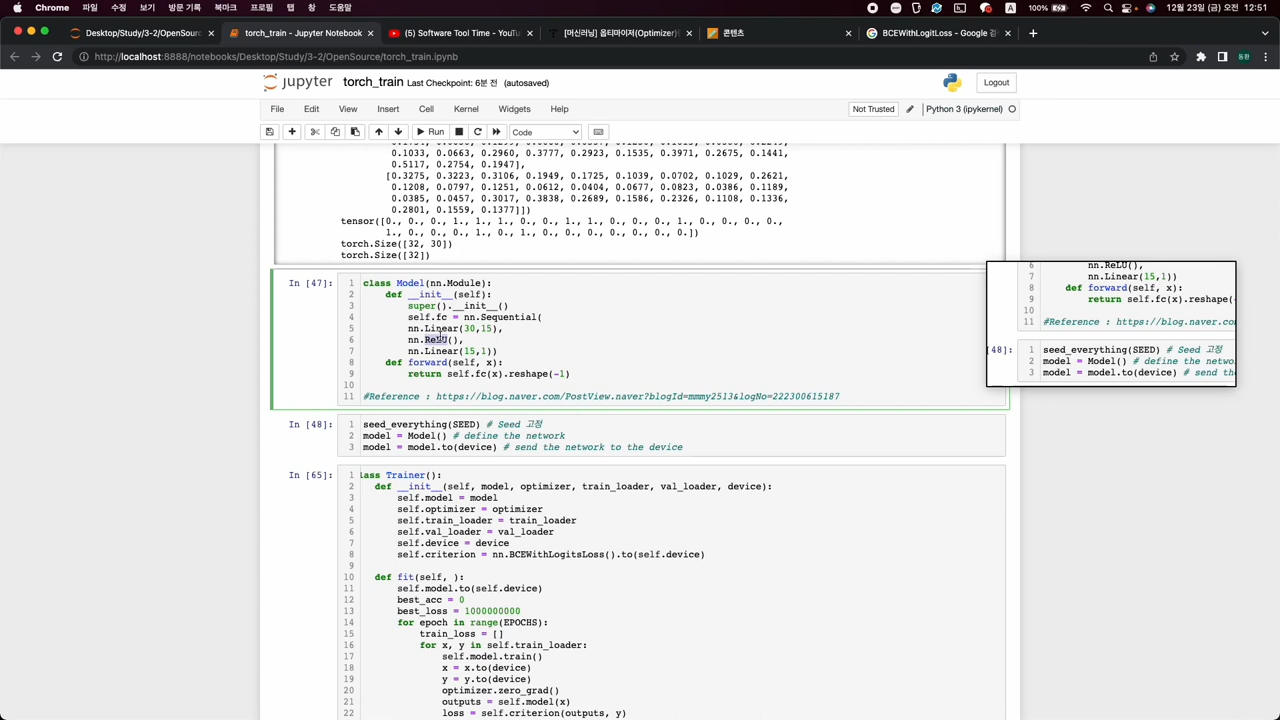 Chrome 파일 수정 보기 방문 기록 북마크 프로필 탭 창 도움말 100% 12월 23일 (금) 오전 12:51
Desktop/Study/3-2/OpenSourc torch_train - Jupyter Notebook (5) Software Tool Time - YouTu [머신러닝] 옵티마이저(Optimizer)란 콘텐츠 BCEWithLogitLoss - Google 검
http://localhost:8888/notebooks/Desktop/Study/3-2/OpenSource/torch_train.ipynb
jupyter torch_train Last Checkpoint: 6분 전 (autosaved) Logout
File Edit View Insert Cell Kernel Widgets Help Not Trusted Python 3 (ipykernel)
Run Code
0.1033, 0.0663, 0.2960, 0.3777, 0.2923, 0.1535, 0.3971, 0.2675, 0.1441,
0.5117, 0.2754, 0.1947],
[0.3275, 0.3223, 0.3106, 0.1949, 0.1725, 0.1039, 0.0702, 0.1029, 0.2621,
0.1208, 0.0797, 0.1251, 0.0612, 0.0404, 0.0677, 0.0823, 0.0386, 0.1189,
0.0385, 0.0457, 0.3017, 0.3838, 0.2689, 0.1586, 0.2326, 0.1108, 0.1336,
0.2801, 0.1559, 0.1377]])
tensor([0., 0., 0., 1., 1., 1., 0., 0., 1., 1., 0., 0., 0., 1., 0., 0., 0., 0.,
1., 0., 0., 0., 1., 0., 1., 0., 0., 0., 0., 0., 0., 0.])
torch.Size([32, 30])
torch.Size([32])
In [47]:
1 class Model(nn.Module):
2 def __init__(self):
3 super().__init__()
4 self.fc = nn.Sequential(
5 nn.Linear(30,15),
6 nn.ReLU(),
7 nn.Linear(15,1))
8 def forward(self, x):
9 return self.fc(x).reshape(-1)
10
11 #Reference : https://blog.naver.com/PostView.naver?blogId=mmmy2513&logNo=222300615187
6 nn.ReLU(),
7 nn.Linear(15,1))
8 def forward(self, x):
9 return self.fc(x).reshape(-
10
11 #Reference : https://blog.naver.co
[48]: 1 seed_everything(SEED) # Seed 고정
2 model = Model() # define the netwo
3 model = model.to(device) # send th
In [48]:
1 seed_everything(SEED) # Seed 고정
2 model = Model() # define the network
3 model = model.to(device) # send the network to the device
In [65]:
1 lass Trainer():
2 def __init__(self, model, optimizer, train_loader, val_loader, device):
3 self.model = model
4 self.optimizer = optimizer
5 self.train_loader = train_loader
6 self.val_loader = val_loader
7 self.device = device
8 self.criterion = nn.BCEWithLogitsLoss().to(self.device)
9
10 def fit(self, ):
11 self.model.to(self.device)
12 best_acc = 0
13 best_loss = 1000000000
14 for epoch in range(EPOCHS):
15 train_loss = []
16 for x, y in self.train_loader:
17 self.model.train()
18 x = x.to(device)
19 y = y.to(device)
20 optimizer.zero_grad()
21 outputs = self.model(x)
22 loss = self.criterion(outputs, y)